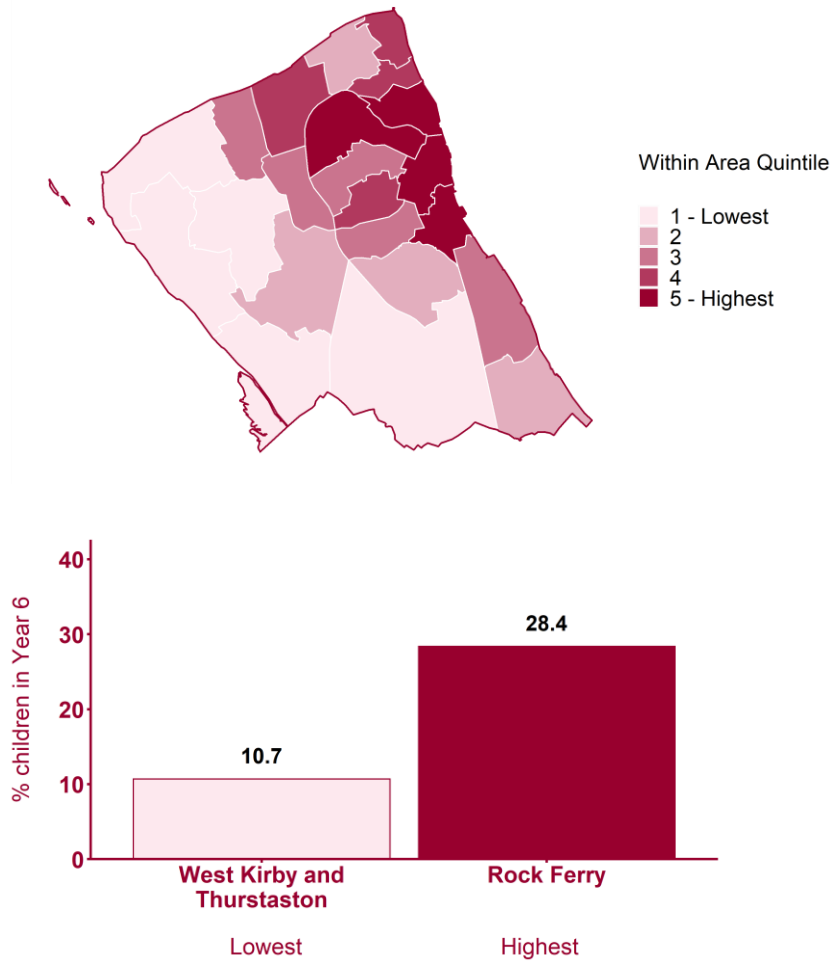 Within Area Quintile
1 - Lowest
2
3
4
5 - Highest
% children in Year 6
40
30
20
10
0
10.7
28.4
West Kirby and
Thurstaston
Rock Ferry
Lowest
Highest